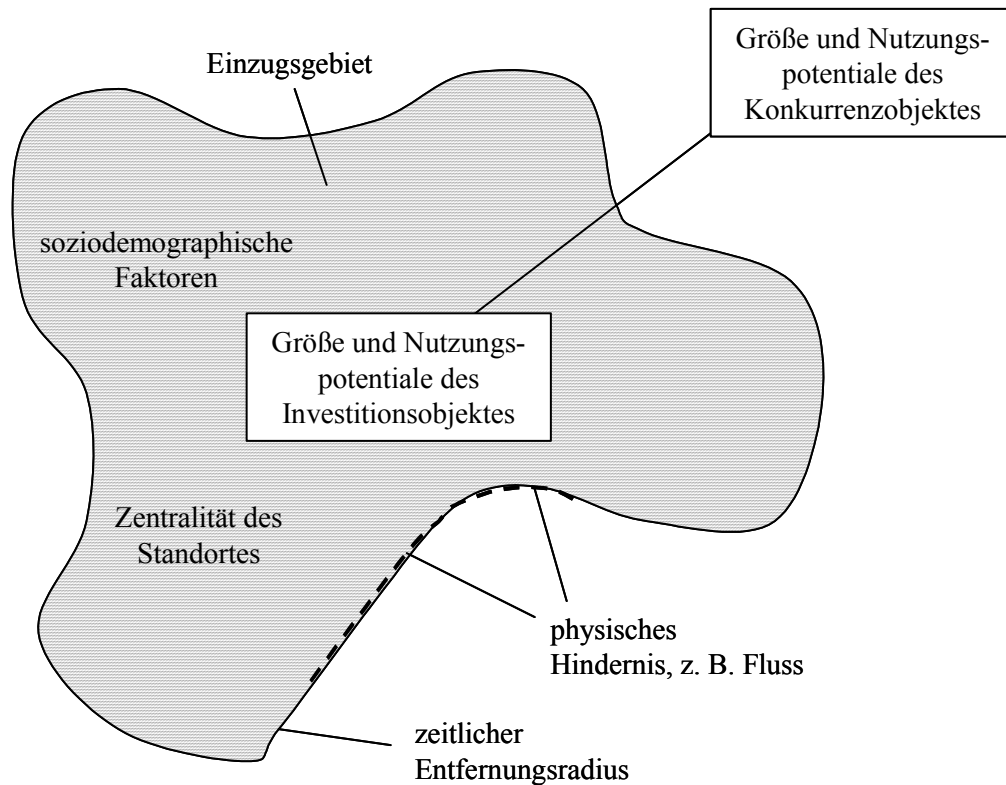 Größe und Nutzungs-
potentiale des
Konkurrenzobjektes
Einzugsgebiet
soziodemographische
Faktoren
Größe und Nutzungs-
potentiale des
Investitionsobjektes
Zentralität des
Standortes
physisches
Hindernis, z. B. Fluss
zeitlicher
Entfernungsradius